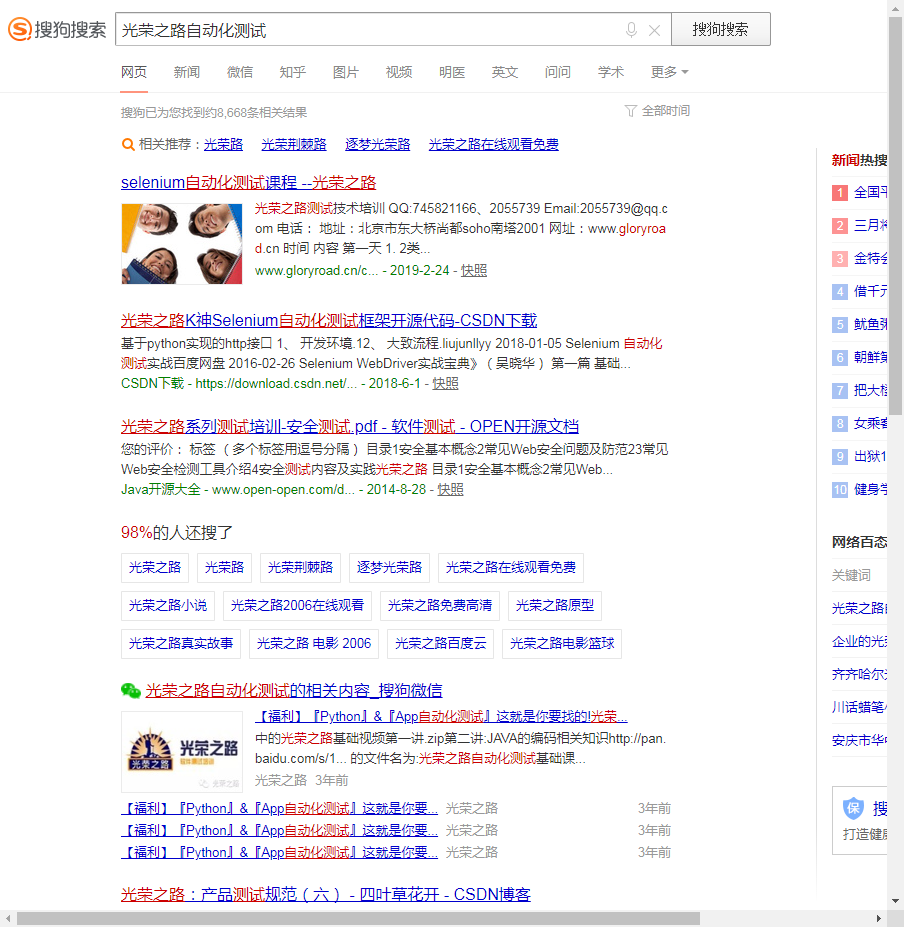 搜狗搜索
光荣之路自动化测试
搜狗搜索
网页 新闻 微信 知乎 图片 视频 明医 英文 问问 学术 更多
搜狗已为您找到约8,668条相关结果
全部时间
相关推荐：光荣路 光荣荆棘路 逐梦光荣路 光荣之路在线观看免费
selenium自动化测试课程 --光荣之路
光荣之路测试技术培训 QQ:745821166、2055739 Email:2055739@qq.c
om 电话： 地址：北京市东大桥尚都soho南塔2001 网址：www.gloryroa
d.cn 时间 内容 第一天 1. 2类...
www.gloryroad.cn/c... - 2019-2-24 - 快照
光荣之路K神Selenium自动化测试框架开源代码-CSDN下载
基于python实现的http接口 1、 开发环境.12、 大致流程.liujunllyy 2018-01-05 Selenium 自动化
测试实战百度网盘 2016-02-26 Selenium WebDriver实战宝典》（吴晓华） 第一篇 基础...
CSDN下载 - https://download.csdn.net/... - 2018-6-1 - 快照
光荣之路系列测试培训-安全测试.pdf - 软件测试 - OPEN开源文档
您的评价： 标签 （多个标签用逗号分隔） 目录1安全基本概念2常见Web安全问题及防范23常见
Web安全检测工具介绍4安全测试内容及实践光荣之路 目录1安全基本概念2常见Web...
Java开源大全 - www.open-open.com/d... - 2014-8-28 - 快照
98%的人还搜了
光荣之路 光荣路 光荣荆棘路 逐梦光荣路 光荣之路在线观看免费
光荣之路小说 光荣之路2006在线观看 光荣之路免费高清 光荣之路原型
光荣之路真实故事 光荣之路 电影 2006 光荣之路百度云 光荣之路电影篮球
光荣之路自动化测试的相关内容_搜狗微信
光荣之路
【福利】『Python』&『App自动化测试』这就是你要找的!光荣...
中的光荣之路基础视频第一讲.zip第二讲:JAVA的编码相关知识http://pan.
baidu.com/s/1... 的文件名为:光荣之路自动化测试基础课...
光荣之路 3年前
【福利】『Python』&『App自动化测试』这就是你要... 光荣之路 3年前
【福利】『Python』&『App自动化测试』这就是你要... 光荣之路 3年前
【福利】『Python』&『App自动化测试』这就是你要... 光荣之路 3年前
光荣之路：产品测试规范（六） - 四叶草花开 - CSDN博客
新闻热搜
1 全国平
2 三月将
3 金特会
4 借千元
5 鱿鱼
6 朝鲜第
7 把大楼
8 女乘客
9 出狱1
10 健身学
网络百态
关键词
光荣之路自
企业的光荣
齐齐哈尔
川话蜡笔小
安庆市华中
保 搜
打造健康